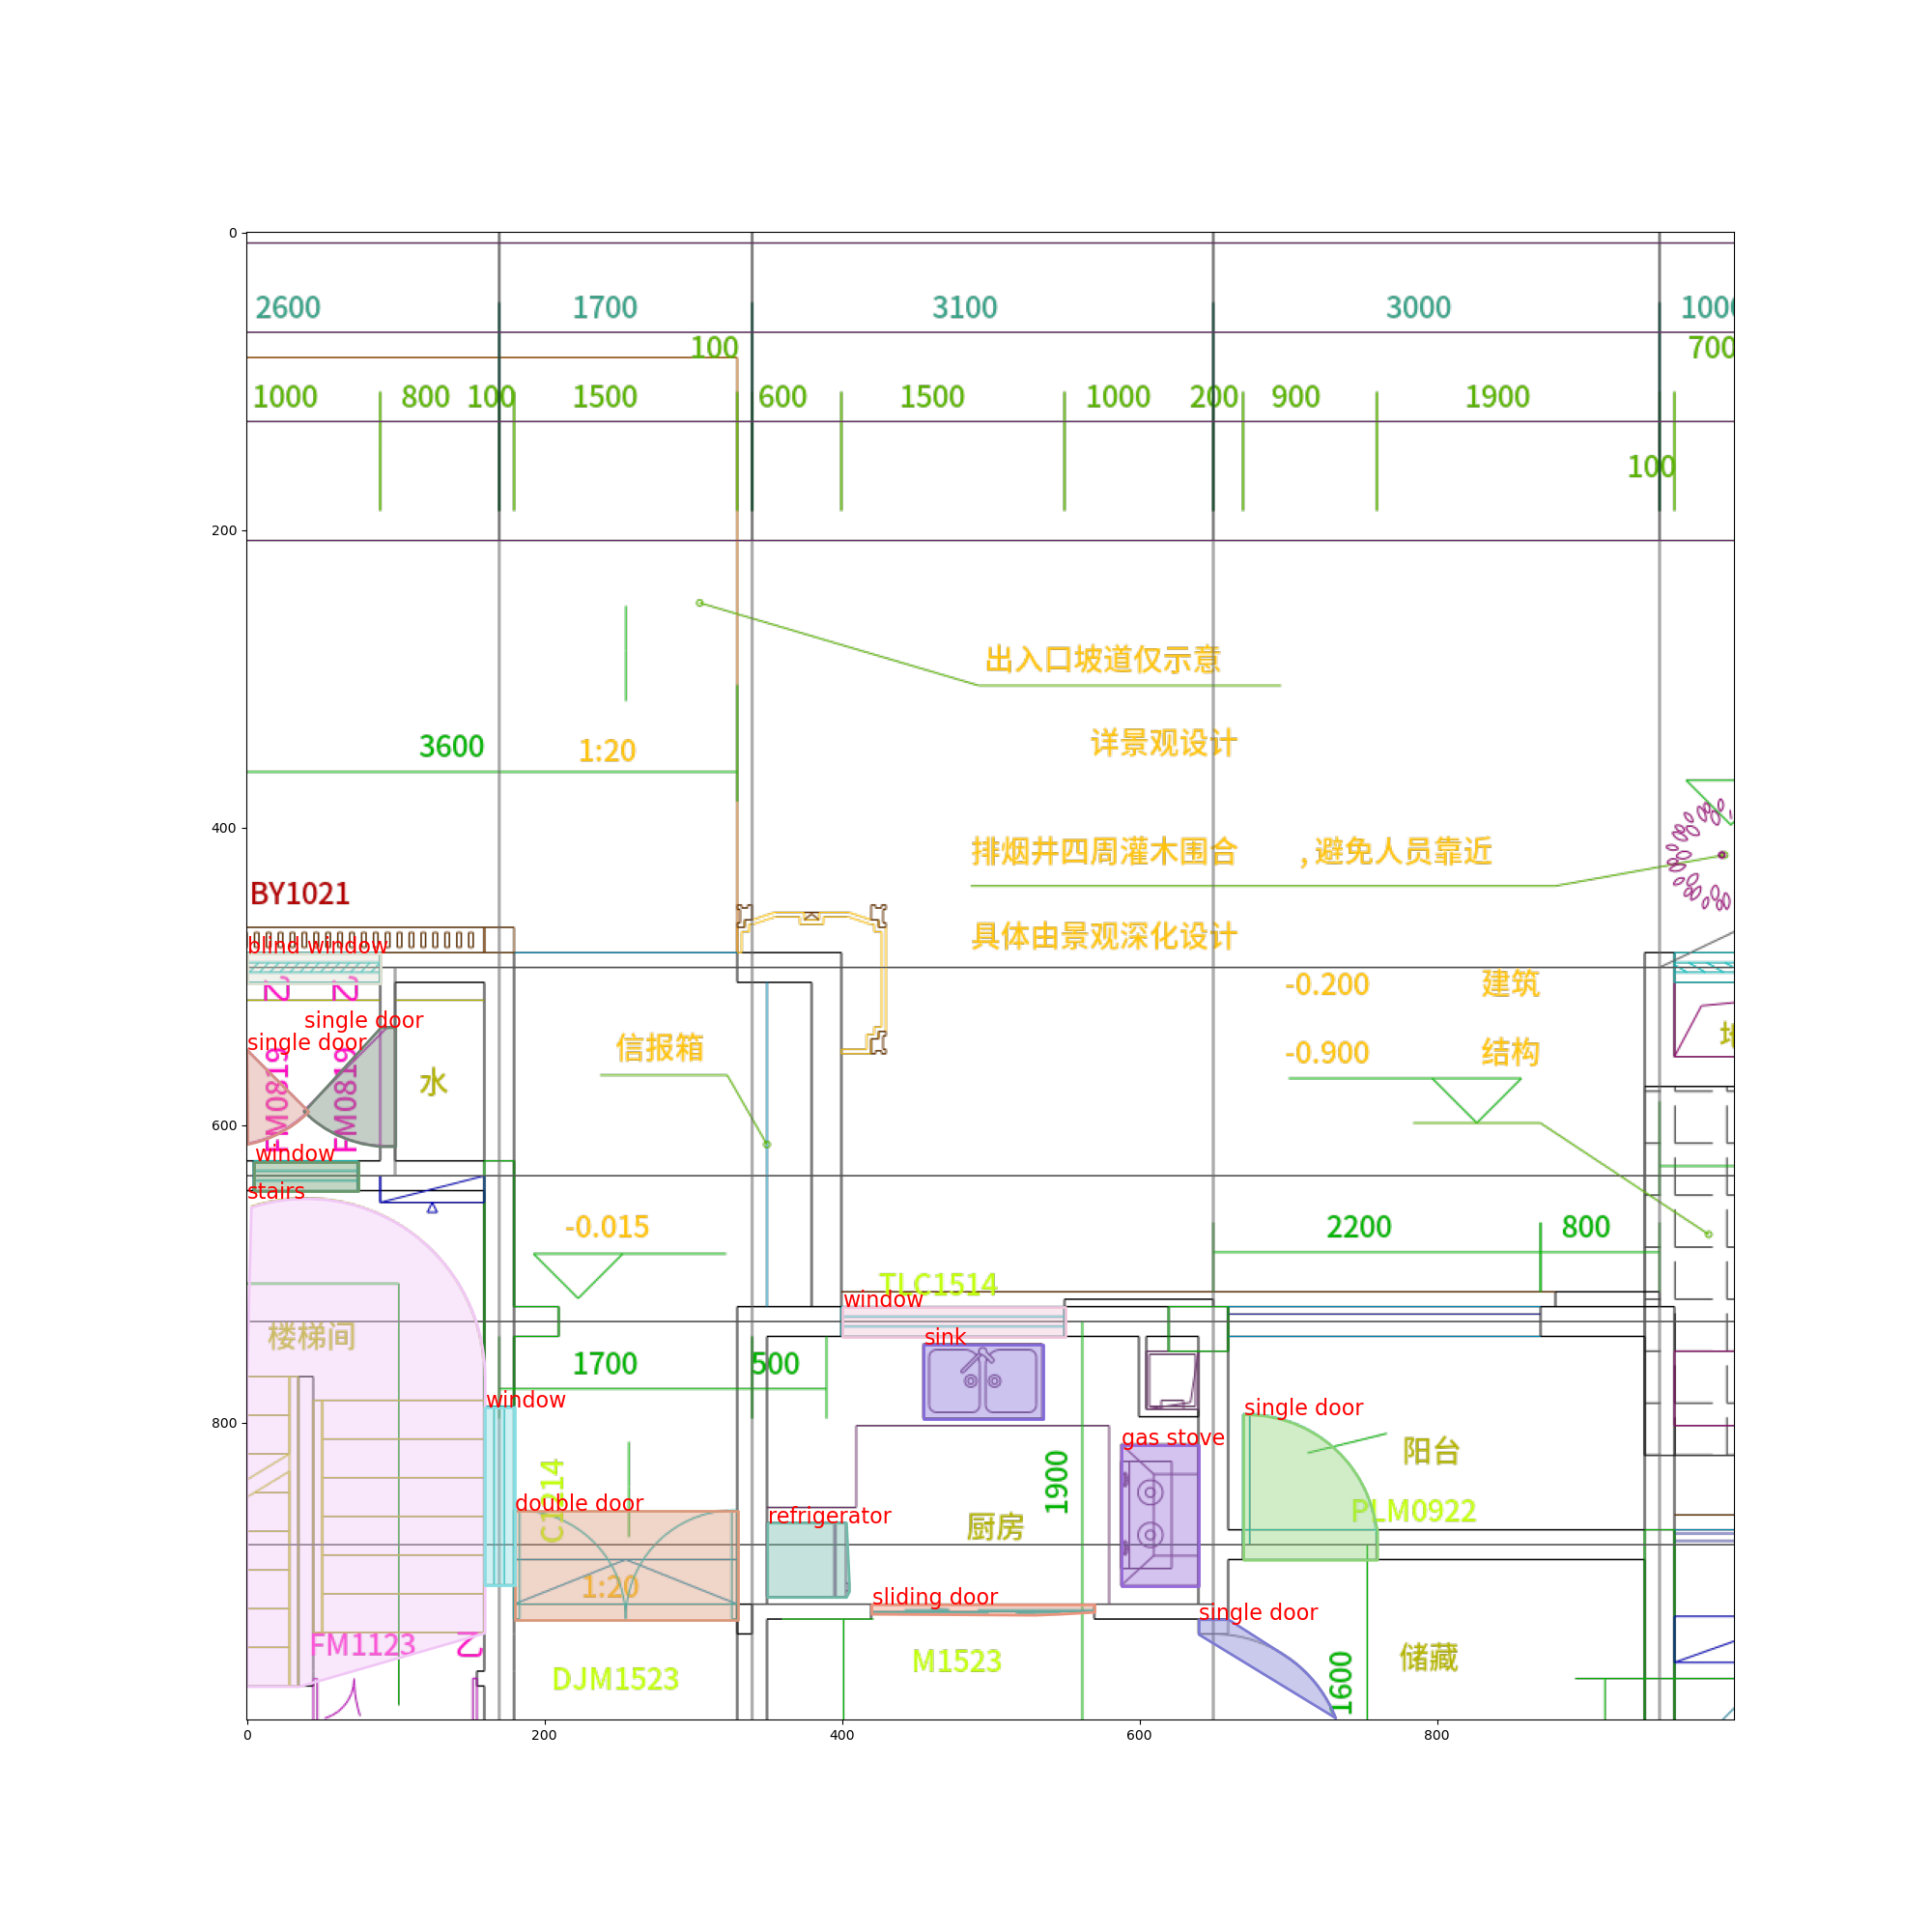 0
2600 1700 3100 3000 1000
100 700
1000 800 100 1500 600 1500 1000 200 900 1900
100
200
出入口坡道仅示意
3600 1:20 详景观设计
400
排烟井四周灌木围合 ,避免人员靠近
BY1021
具体由景观深化设计
blind window
乙 乙 -0.200 建筑
single door
single door
信报箱 -0.900 结构
FM0819 FM0819 水
600
window
stairs
-0.015 2200 800
TLC1514
window
楼梯间 sink
1700 500
window single door
800
gas stove 阳台
1900
C1214 double door refrigerator PLM0922
厨房
1:20 sliding door
single door
FM1123 乙 M1523 储藏
DJM1523 1600
0 200 400 600 800